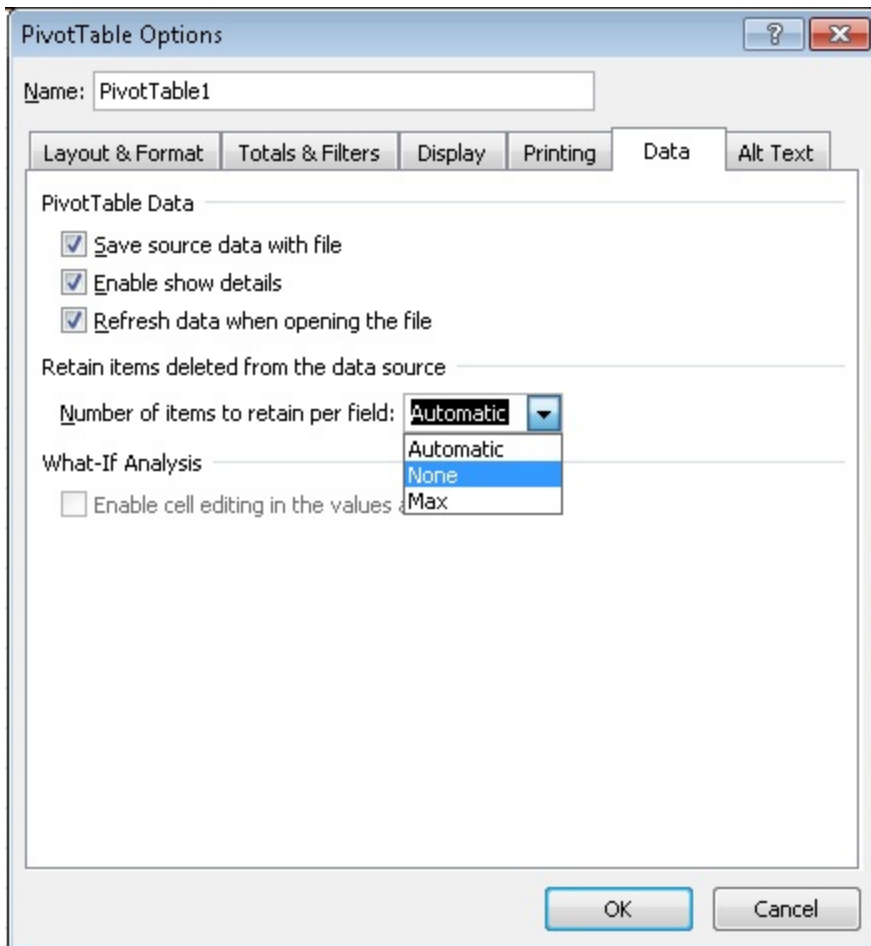 PivotTable Options
Name: PivotTable1
Layout & Format Totals & Filters Display Printing Data Alt Text
PivotTable Data
Save source data with file
Enable show details
Refresh data when opening the file
Retain items deleted from the data source
Number of items to retain per field: Automatic
Automatic
What-If Analysis
None
Enable cell editing in the values
Max
OK Cancel